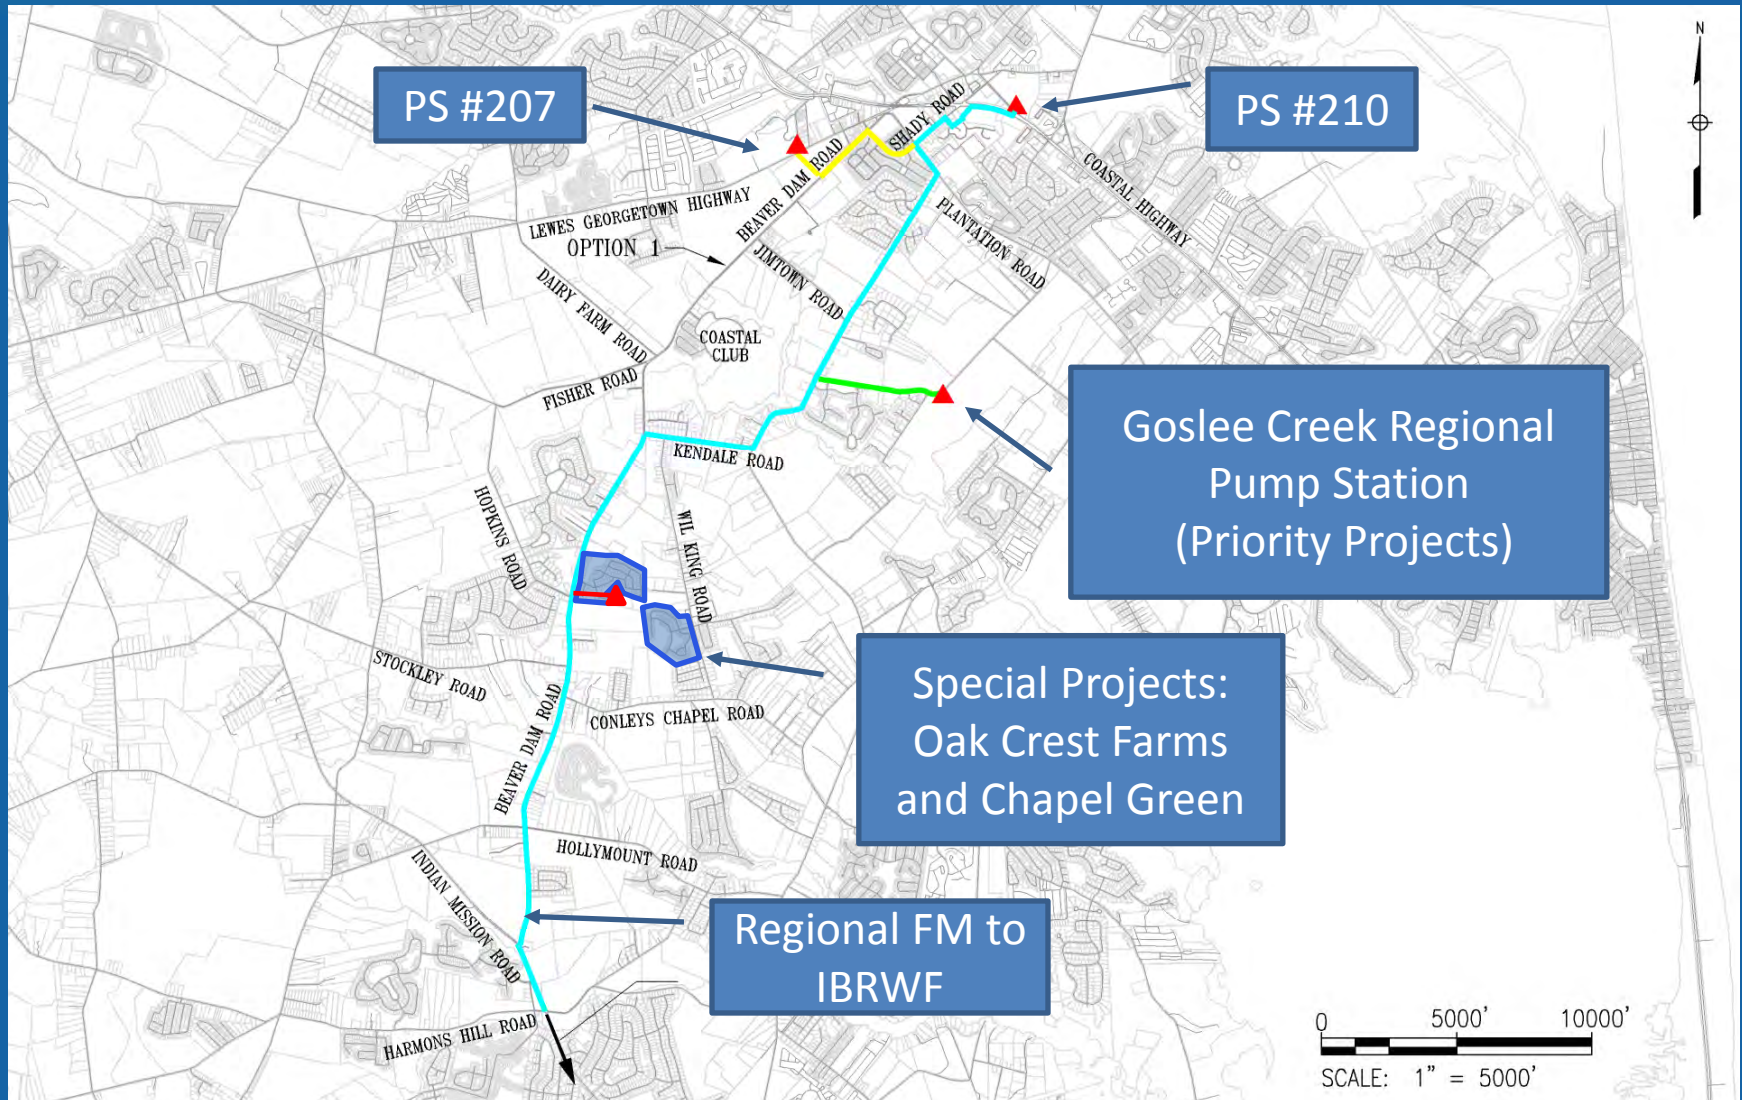 N
PS #207
PS #210
SHADY ROAD
BEAVER DAM ROAD
COASTAL HIGHWAY
LEWES GEORGETOWN HIGHWAY
OPTION 1
PLANTATION ROAD
JIMTOWN ROAD
DAIRY FARM ROAD
COASTAL
CLUB
FISHER ROAD
Goslee Creek Regional
Pump Station
(Priority Projects)
KENDALE ROAD
HOPKINS ROAD
WIL KING ROAD
STOCKLEY ROAD
Special Projects:
Oak Crest Farms
and Chapel Green
CONLEYS CHAPEL ROAD
BEAVER DAM ROAD
HOLLYMOUNT ROAD
INDIAN MISSION ROAD
Regional FM to
IBRWF
HARMONS HILL ROAD
0 5000' 10000'
SCALE: 1" = 5000'